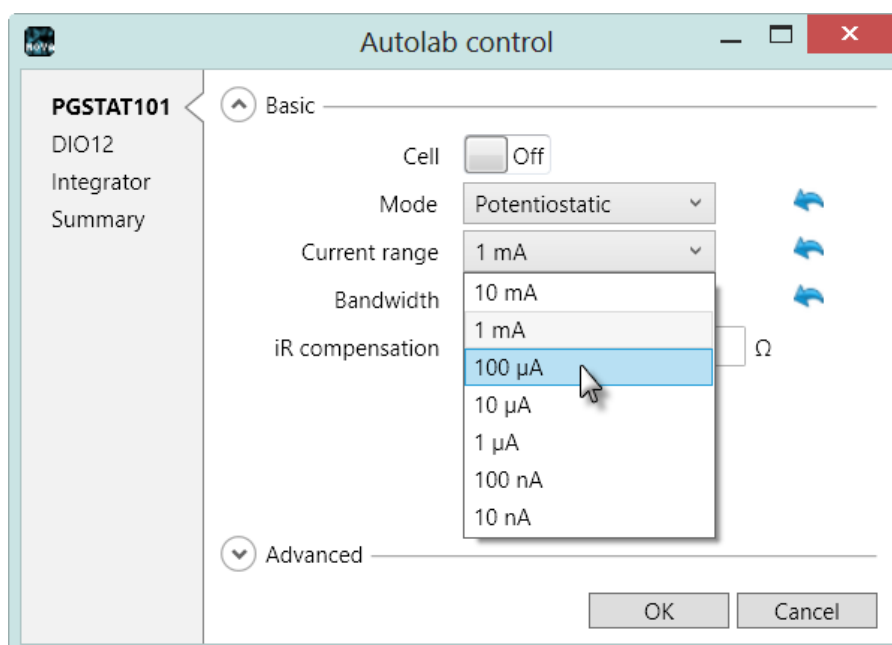 Autolab control
PGSTAT101
DIO12
Integrator
Summary
Basic
Cell Off
Mode Potentiostatic
Current range 1 mA
Bandwidth
iR compensation Ω
10 mA
1 mA
100 µA
10 µA
1 µA
100 nA
10 nA
Advanced
OK Cancel